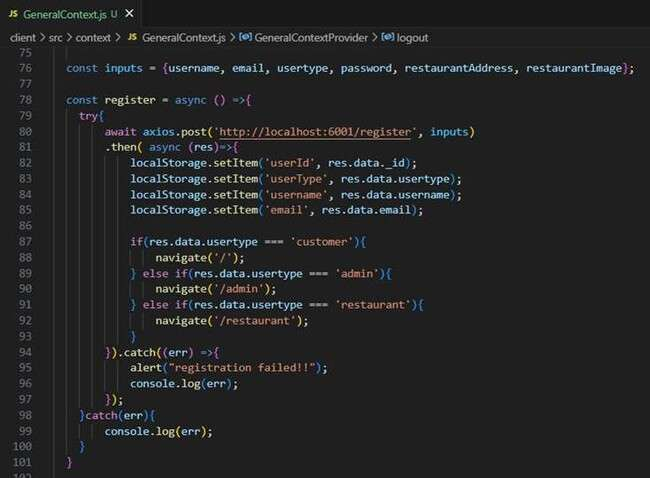 JS GeneralContext.js U ×
client > src > context > JS GeneralContext.js > GeneralContextProvider > logout
75
76 const inputs = {username, email, usertype, password, restaurantAddress, restaurantImage};
77
78 const register = async () =>{
79 try{
80 await axios.post('http://localhost:6001/register', inputs)
81 .then( async (res)=>{
82 localStorage.setItem('userId', res.data._id);
83 localStorage.setItem('userType', res.data.usertype);
84 localStorage.setItem('username', res.data.username);
85 localStorage.setItem('email', res.data.email);
86
87 if(res.data.usertype === 'customer'){
88 navigate('/');
89 } else if(res.data.usertype === 'admin'){
90 navigate('/admin');
91 } else if(res.data.usertype === 'restaurant'){
92 navigate('/restaurant');
93 }
94 }).catch((err) =>{
95 alert("registration failed!!");
96 console.log(err);
97 });
98 }catch(err){
99 console.log(err);
100 }
101 }